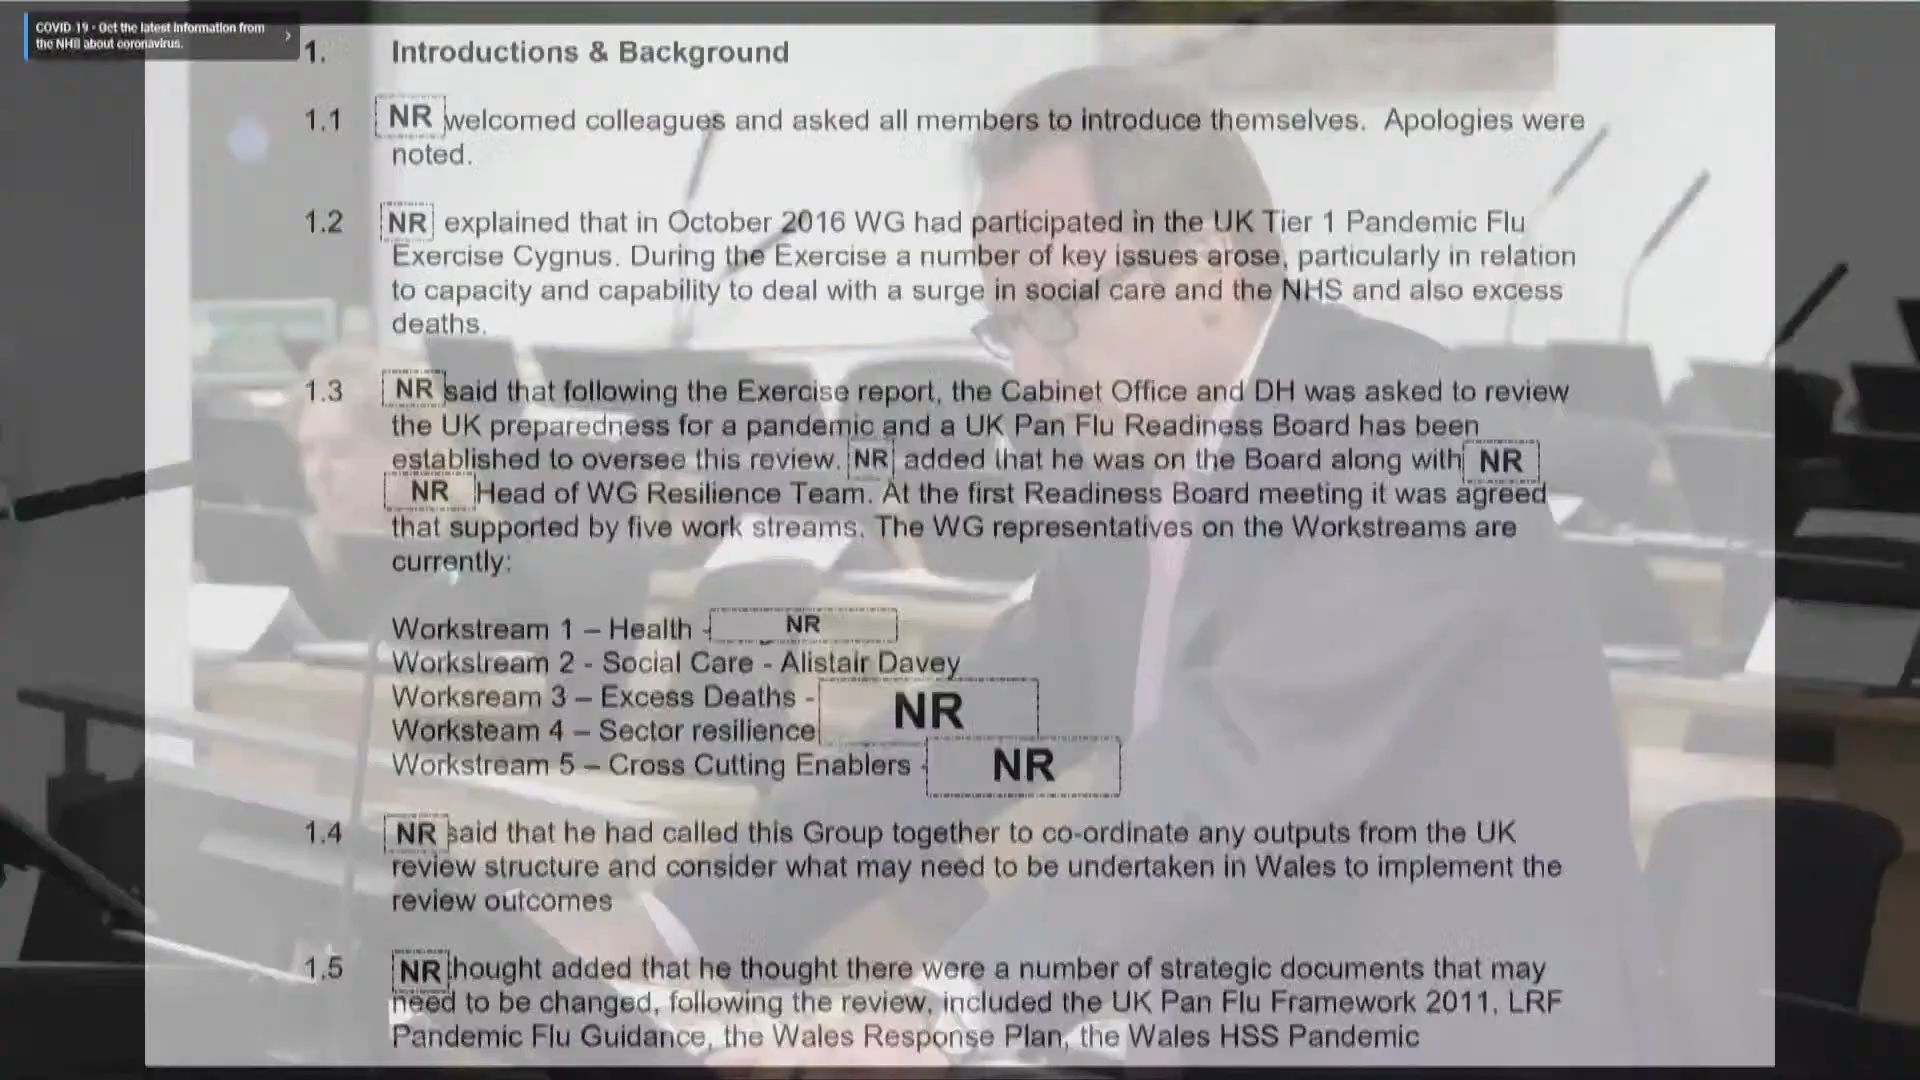 COVID-19 - Get the latest information from
the NHS about coronavirus.
1. Introductions & Background
1.1 NR welcomed colleagues and asked all members to introduce themselves. Apologies were
noted.
1.2 NR explained that in October 2016 WG had participated in the UK Tier 1 Pandemic Flu
Exercise Cygnus. During the Exercise a number of key issues arose, particularly in relation
to capacity and capability to deal with a surge in social care and the NHS and also excess
deaths.
1.3 NR said that following the Exercise report, the Cabinet Office and DH was asked to review
the UK preparedness for a pandemic and a UK Pan Flu Readiness Board has been
established to oversee this review. NR added that he was on the Board along with NR
NR Head of WG Resilience Team. At the first Readiness Board meeting it was agreed
that supported by five work streams. The WG representatives on the Workstreams are
currently:
Workstream 1 – Health - NR
Workstream 2 - Social Care - Alistair Davey
Worksream 3 – Excess Deaths - NR
Worksteam 4 – Sector resilience
Workstream 5 – Cross Cutting Enablers - NR
1.4 NR said that he had called this Group together to co-ordinate any outputs from the UK
review structure and consider what may need to be undertaken in Wales to implement the
review outcomes
1.5 NR thought added that he thought there were a number of strategic documents that may
need to be changed, following the review, included the UK Pan Flu Framework 2011, LRF
Pandemic Flu Guidance, the Wales Response Plan, the Wales HSS Pandemic